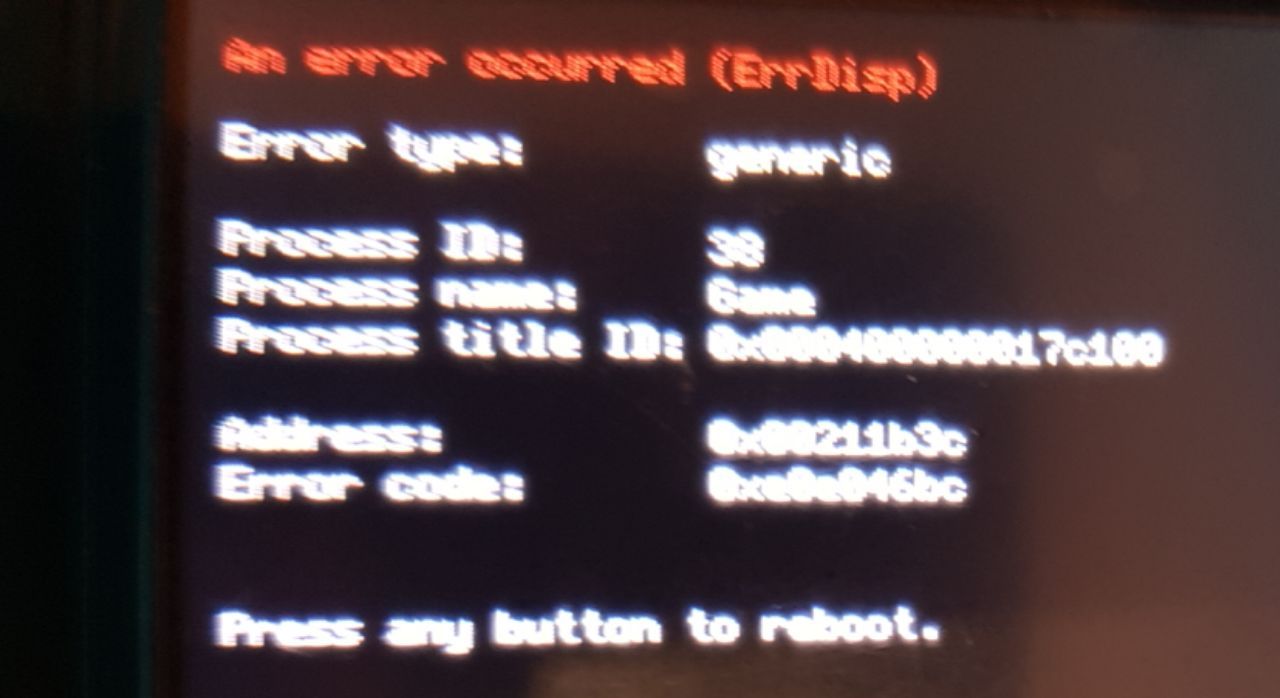 An error occurred (ErrDisp)
Error type: generic
Process ID: 38
Process name: Game
Process title ID: 0x000400000017c100
Address: 0x00211b3c
Error code: 0xe0e046bc
Press any button to reboot.